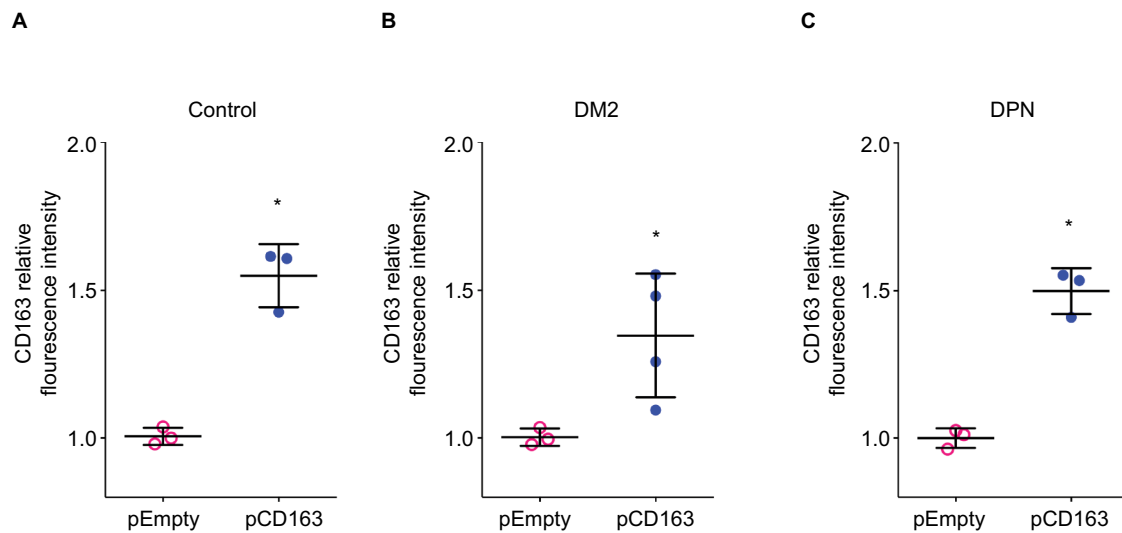 A
B
C
Control
DM2
DPN
CD163 relative
flourescence intensity
2.0
1.5
1.0
*
pEmpty
pCD163
CD163 relative
flourescence intensity
2.0
1.5
1.0
*
pEmpty
pCD163
CD163 relative
flourescence intensity
2.0
1.5
1.0
*
pEmpty
pCD163